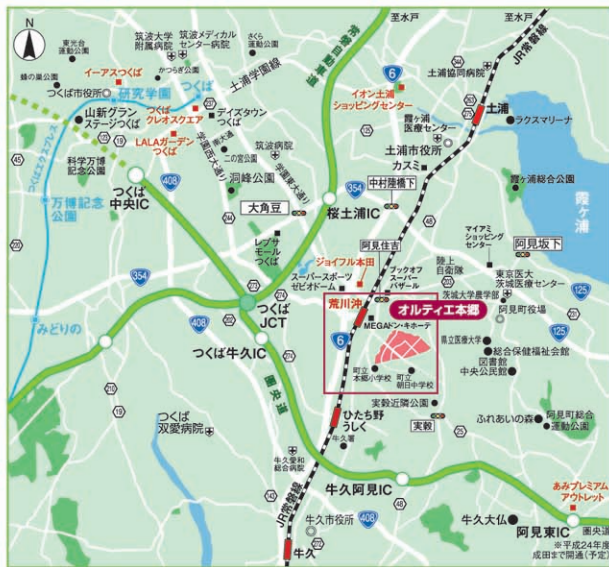 至水戸
至水戸
N
東光台
運動公園
筑波大学
附属病院
筑波メディカル
センター病院
さくら
運動公園
常磐自動車道
JR常磐線
蜂の巣公園
イーアスつくば
かつらぎ公園
土浦学園線
6
イオン土浦
ショッピングセンター
土浦協同病院
つくば市役所
研究学園
つくば
山新グラン
ステージつくば
つくば
クレオスクエア
デイズタウン
つくば
土浦
ラクスマリーナ
霞ヶ浦
医療センター
LALAガーデン
つくば
南大通り
学園西大通り
学園東大通り
筑波病院
土浦市役所
カスミ
つくばエクスプレス
科学万博
記念公園
二の宮公園
洞峰公園
408
つくば
中央IC
万博記念
公園
354
中村陸橋下
霞ヶ浦総合公園
霞ヶ浦
大角豆
桜土浦IC
阿見住吉
マイアミ
ショッピング
センター
阿見坂下
レプサ
モール
つくば
ジョイフル本田
陸上
自衛隊
354
スーパースポーツ
ゼビオドーム
ブックオフ
スーパー
バザール
東京医大
茨城医療センター
茨城大学農学部
125
つくば
JCT
荒川沖
オルティエ本郷
阿見町役場
みどりの
408
つくば牛久IC
6
MEGAドン・キホーテ
県立医療大学
総合保健福祉会館
125
図書館
中央公民館
圏央道
町立
本郷小学校
町立
朝日中学校
実穀近隣公園
つくば
双愛病院
ひたち野
うしく
実穀
ふれあいの森
阿見町総合
運動公園
牛久署
牛久愛和
総合病院
JR常磐線
牛久阿見IC
あみプレミアム
アウトレット
牛久市役所
408
牛久大仏
阿見東IC
圏央道
牛久
※平成24年度
成田まで開通(予定)